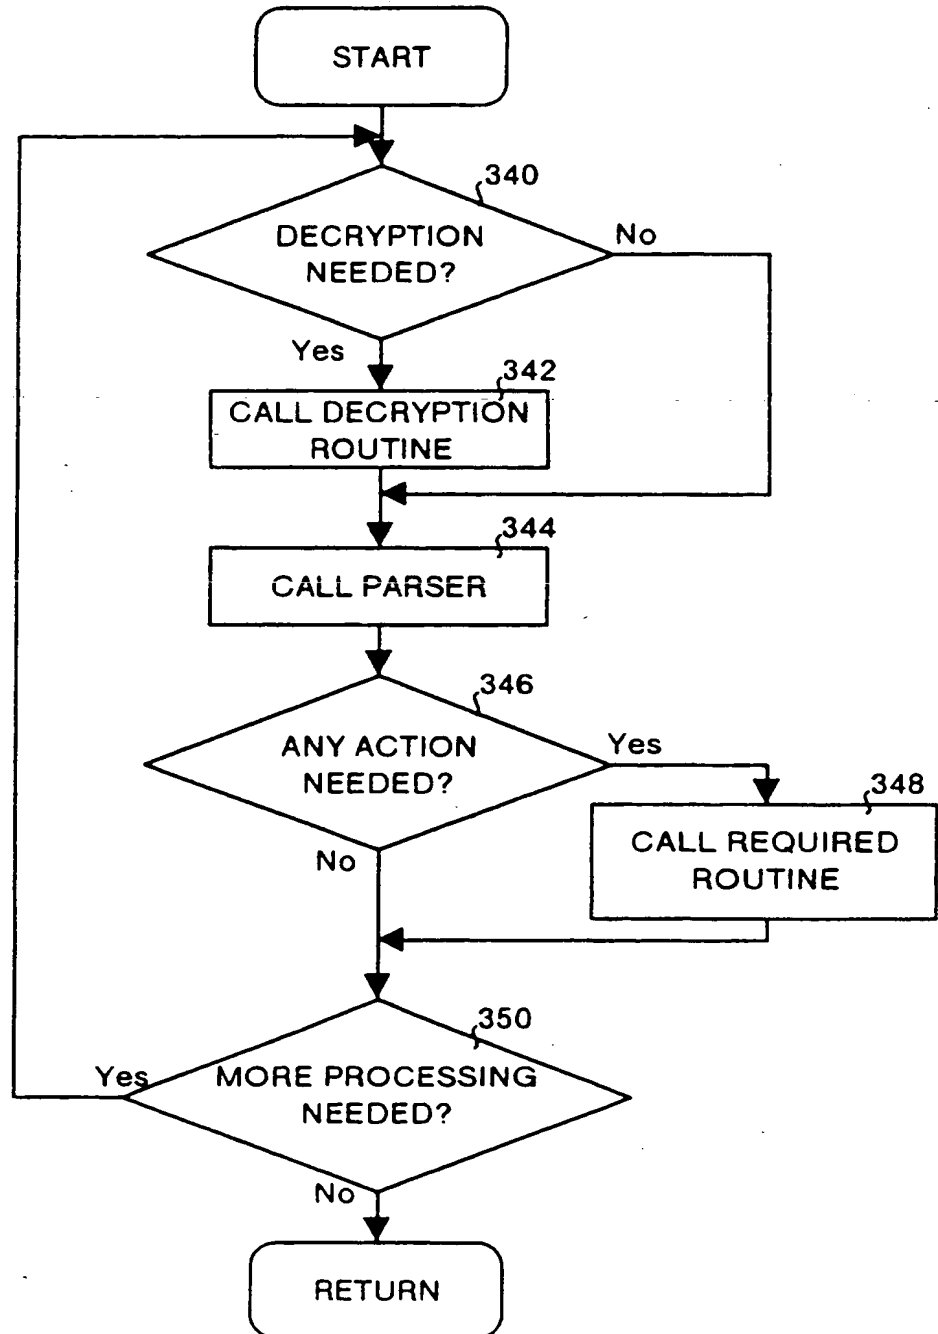 START
340
DECRYPTION
NEEDED?
No
Yes
342
CALL DECRYPTION
ROUTINE
344
CALL PARSER
346
ANY ACTION
NEEDED?
Yes
348
CALL REQUIRED
ROUTINE
No
350
Yes
MORE PROCESSING
NEEDED?
No
RETURN